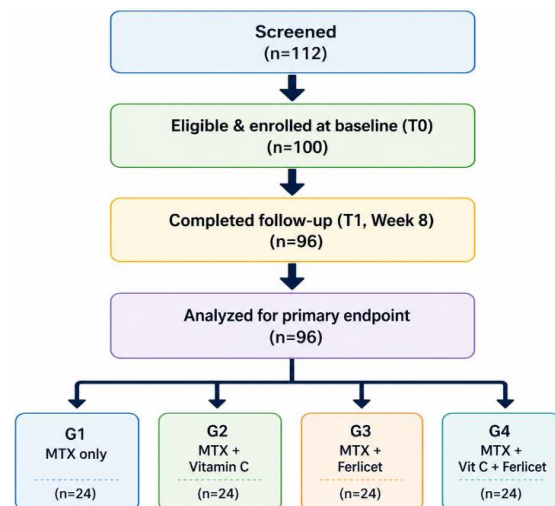 Screened
(n=112)
Eligible & enrolled at baseline (T0)
(n=100)
Completed follow-up (T1, Week 8)
(n=96)
Analyzed for primary endpoint
(n=96)
G1
MTX only
(n=24)
G2
MTX +
Vitamin C
(n=24)
G3
MTX +
Ferlicet
(n=24)
G4
MTX +
Vit C + Ferlicet
(n=24)